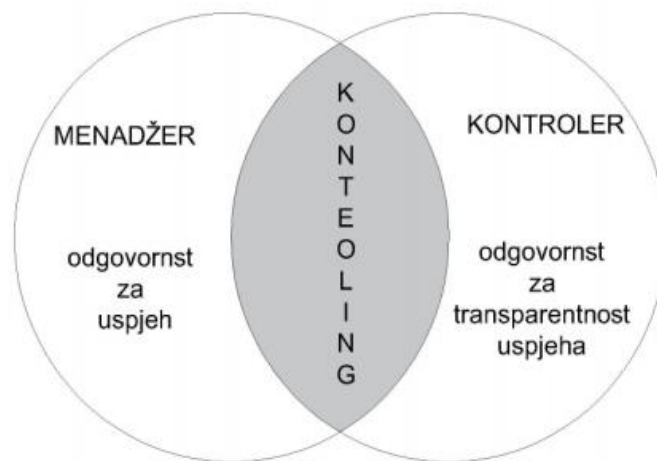 MENADŽER
odgovornst
za
uspjeh
K
O
N
T
E
O
L
I
N
G
KONTROLER
odgovornst
za
transparentnost
uspjeha